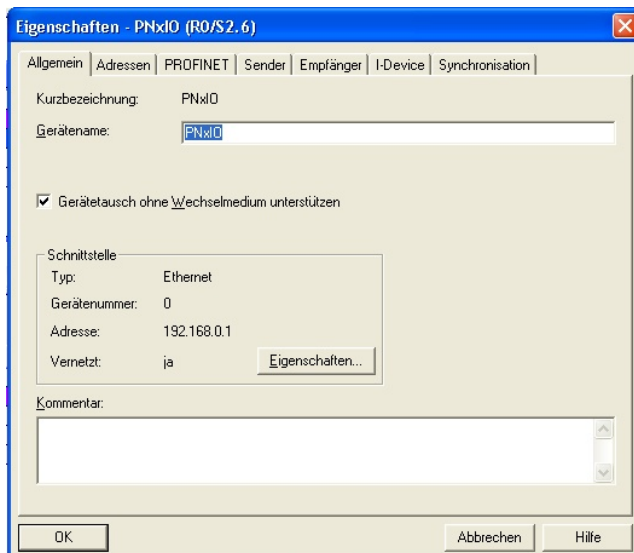 Eigenschaften - PNxIO (R0/S2.6)
Allgemein Adressen PROFINET Sender Empfänger I-Device Synchronisation
Kurzbezeichnung: PNxIO
Gerätename: PNxIO
Gerätetausch ohne Wechselmedium unterstützen
Schnittstelle
Typ: Ethernet
Gerätenummer: 0
Adresse: 192.168.0.1
Vernetzt: ja Eigenschaften...
Kommentar:
OK Abbrechen Hilfe